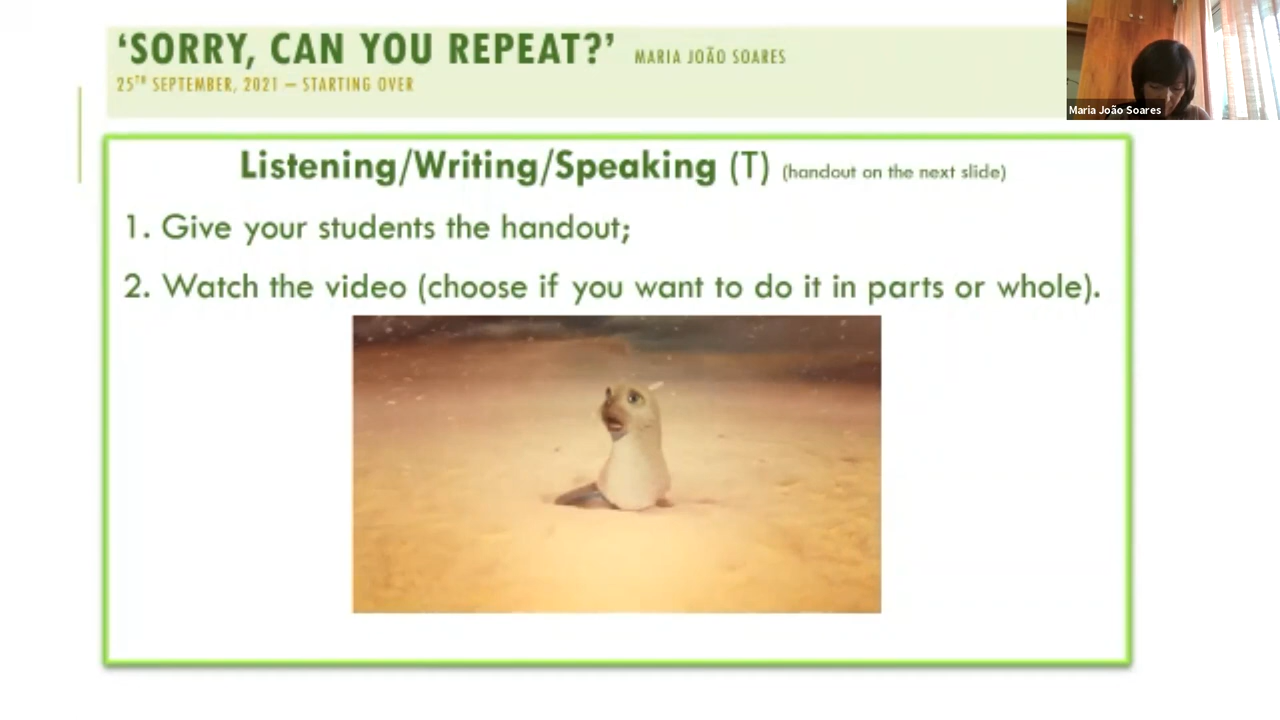 ‘SORRY, CAN YOU REPEAT?’ MARIA JOÃO SOARES
25TH SEPTEMBER, 2021 – STARTING OVER
Maria João Soares
Listening/Writing/Speaking (T) (handout on the next slide)
1. Give your students the handout;
2. Watch the video (choose if you want to do it in parts or whole).